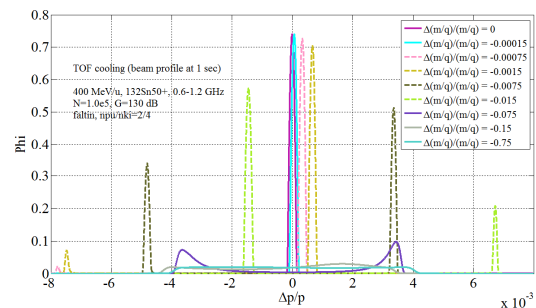 0.8
0.7
0.6
0.5
0.4
0.3
0.2
0.1
0
Phi
TOF cooling (beam profile at 1 sec)
400 MeV/u, 132Sn50+, 0.6-1.2 GHz
N=1.0e5, G=130 dB
faltin, npu/nki=2/4
Δ(m/q)/(m/q) = 0
Δ(m/q)/(m/q) = -0.00015
Δ(m/q)/(m/q) = -0.00075
Δ(m/q)/(m/q) = -0.0015
Δ(m/q)/(m/q) = -0.0075
Δ(m/q)/(m/q) = -0.015
Δ(m/q)/(m/q) = -0.075
Δ(m/q)/(m/q) = -0.15
Δ(m/q)/(m/q) = -0.75
-8 -6 -4 -2 0 2 4 6
Δp/p
x 10⁻³